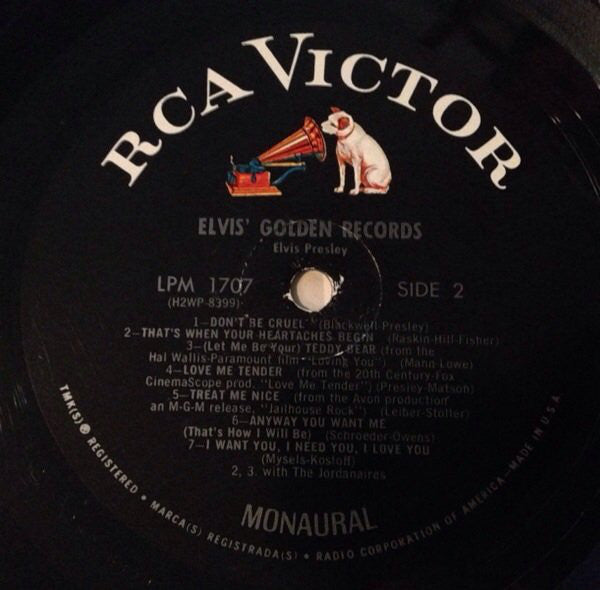 RCA VICTOR
ELVIS' GOLDEN RECORDS
Elvis Presley
LPM 1707
(H2WP-8399)
SIDE 2
1—DON'T BE CRUEL (Blackwell-Presley)
2—THAT'S WHEN YOUR HEARTACHES BEGIN (Raskin-Hill-Fisher)
3—(Let Me Be Your) TEDDY BEAR (from the
Hal Wallis-Paramount film "Loving You") (Mann-Lowe)
4—LOVE ME TENDER (from the 20th Century-Fox
CinemaScope prod. "Love Me Tender") (Presley-Matson)
5—TREAT ME NICE (from the Avon production
an M-G-M release, "Jailhouse Rock") (Leiber-Stoller)
6—ANYWAY YOU WANT ME
(That's How I Will Be) (Schroeder-Owens)
7—I WANT YOU, I NEED YOU, I LOVE YOU
(Mysels-Kosloff)
2, 3. with The Jordanaires
MONAURAL
TMK(S) ® REGISTERED • MARCA(S) REGISTRADA(S) • RADIO CORPORATION OF AMERICA—MADE IN U.S.A.